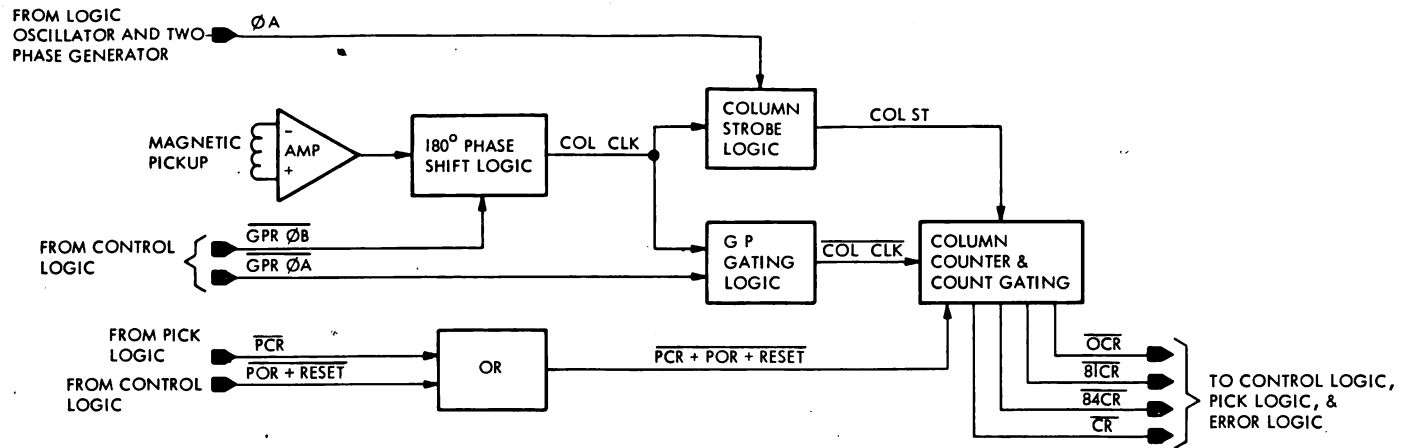 FROM LOGIC
OSCILLATOR AND TWO
PHASE GENERATOR
ØA
MAGNETIC
PICKUP
-
AMP
+
180° PHASE
SHIFT LOGIC
COL CLK
COLUMN
STROBE
LOGIC
COL ST
FROM CONTROL
LOGIC
GPR ØB
GPR ØA
G P
GATING
LOGIC
COL CLK
COLUMN
COUNTER &
COUNT GATING
FROM PICK
LOGIC
PCR
FROM CONTROL
LOGIC
POR + RESET
OR
PCR + POR + RESET
OCR
81CR
84CR
CR
TO CONTROL LOGIC,
PICK LOGIC, &
ERROR LOGIC